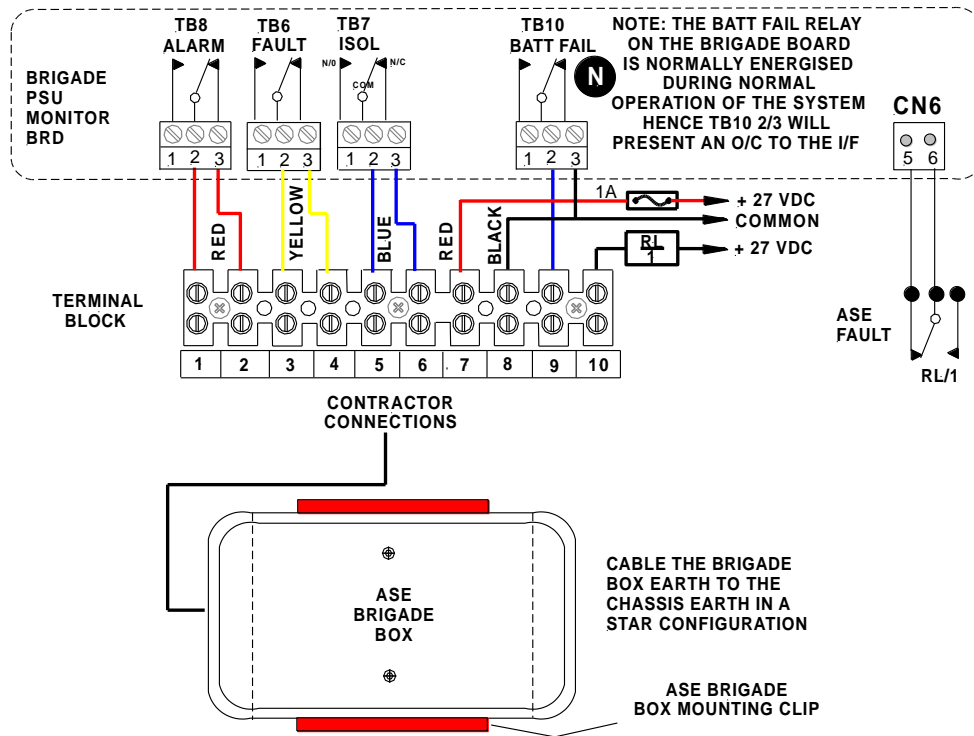 TB8
ALARM
TB6
FAULT
TB7
ISOL
N/0
N/C
COM
TB10
BATT FAIL
N
NOTE: THE BATT FAIL RELAY
ON THE BRIGADE BOARD
IS NORMALLY ENERGISED
DURING NORMAL
OPERATION OF THE SYSTEM
HENCE TB10 2/3 WILL
PRESENT AN O/C TO THE I/F
BRIGADE
PSU
MONITOR
BRD
CN6
1 2 3
1 2 3
1 2 3
1 2 3
5 6
RED
YELLOW
BLUE
RED
BLACK
1A
+ 27 VDC
COMMON
RL
+ 27 VDC
TERMINAL
BLOCK
ASE
FAULT
RL/1
1 2 3 4 5 6 7 8 9 10
CONTRACTOR
CONNECTIONS
ASE
BRIGADE
BOX
CABLE THE BRIGADE
BOX EARTH TO THE
CHASSIS EARTH IN A
STAR CONFIGURATION
ASE BRIGADE
BOX MOUNTING CLIP